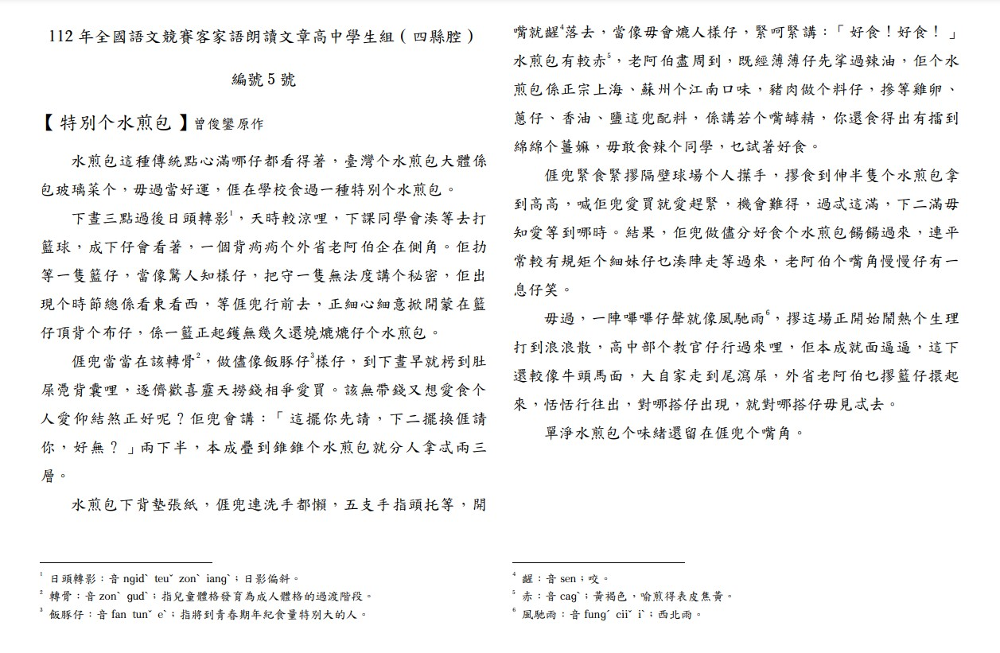 112 年全國語文競賽客家語朗讀文章高中學生組（四縣腔）
編號 5 號
【特別个水煎包】曾俊鑾原作
水煎包這種傳統點心滿哪仔都看得著，臺灣个水煎包大體係
包玻璃菜个，毋過當好運，𠊎在學校食過一種特別个水煎包。
下晝三點過後日頭轉影1，天時較涼哩，下課同學會湊等去打
籃球，成下仔會看著，一個背痀痀个外省老阿伯企在側角。佢扐
等一隻籃仔，當像驚人知樣仔，把守一隻無法度講个秘密，佢出
現个時節總係看東看西，等𠊎兜行前去，正細心細意掀開蒙在籃
仔頂背个布仔，係一籃正起鑊無幾久還燒熝熝仔个水煎包。
𠊎兜當當在該轉骨2，做儘像飯豚仔3樣仔，到下晝早就枵到肚
屎凴背囊哩，逐儕歡喜靂天撈錢相爭愛買。該無帶錢又想愛食个
人愛仰結煞正好呢？佢兜會講：「這擺你先請，下二擺換𠊎請
你，好無？」兩下半，本成疊到錐錐个水煎包就分人拿忒兩三
層。
水煎包下背墊張紙，𠊎兜連洗手都懶，五支手指頭托等，開
1 日頭轉影：音 ngidˋ teuˇ zonˋ iangˋ；日影偏斜。
2 轉骨：音 zonˋ gudˋ；指兒童體格發育為成人體格的過渡階段。
3 飯豚仔：音 fan tunˇ eˋ；指將到青春期年紀食量特別大的人。
嘴就齷4落去，當像毋會熝人樣仔，緊呵緊講：「好食！好食！」
水煎包有較赤5，老阿伯盡周到，既經薄薄仔先挲過辣油，佢个水
煎包係正宗上海、蘇州个江南口味，豬肉做个料仔，摻等雞卵、
蔥仔、香油、鹽這兜配料，係講若个嘴罅精，你還食得出有擂到
綿綿个薑嫲，毋敢食辣个同學，乜試著好食。
𠊎兜緊食緊摎隔壁球場个人擛手，摎食到伸半隻个水煎包拿
到高高，喊佢兜愛買就愛趕緊，機會難得，過忒這滿，下二滿毋
知愛等到哪時。結果，佢兜做儘分好食个水煎包餳餳過來，連平
常較有規矩个細妹仔乜湊陣走等過來，老阿伯个嘴角慢慢仔有一
息仔笑。
毋過，一陣嗶嗶仔聲就像風馳雨6，摎這場正開始鬧熱个生理
打到浪浪散，高中部个教官仔行過來哩，佢本成就面逼逼，這下
還較像牛頭馬面，大自家走到尾瀉屎，外省老阿伯乜摎籃仔擐起
來，恬恬行往出，對哪搭仔出現，就對哪搭仔毋見忒去。
單淨水煎包个味緒還留在𠊎兜个嘴角。
4 齷：音 sen；咬。
5 赤：音 cagˋ；黃褐色，喻煎得表皮焦黃。
6 風馳雨：音 fungˊ ciiˇ iˋ；西北雨。